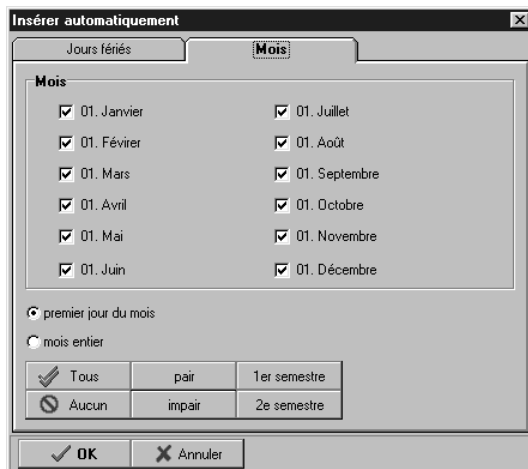 Insérer automatiquement
Jours fériés Mois
Mois
01. Janvier 01. Juillet
01. Févirer 01. Août
01. Mars 01. Septembre
01. Avril 01. Octobre
01. Mai 01. Novembre
01. Juin 01. Décembre
premier jour du mois
mois entier
Tous pair 1er semestre
Aucun impair 2e semestre
OK Annuler